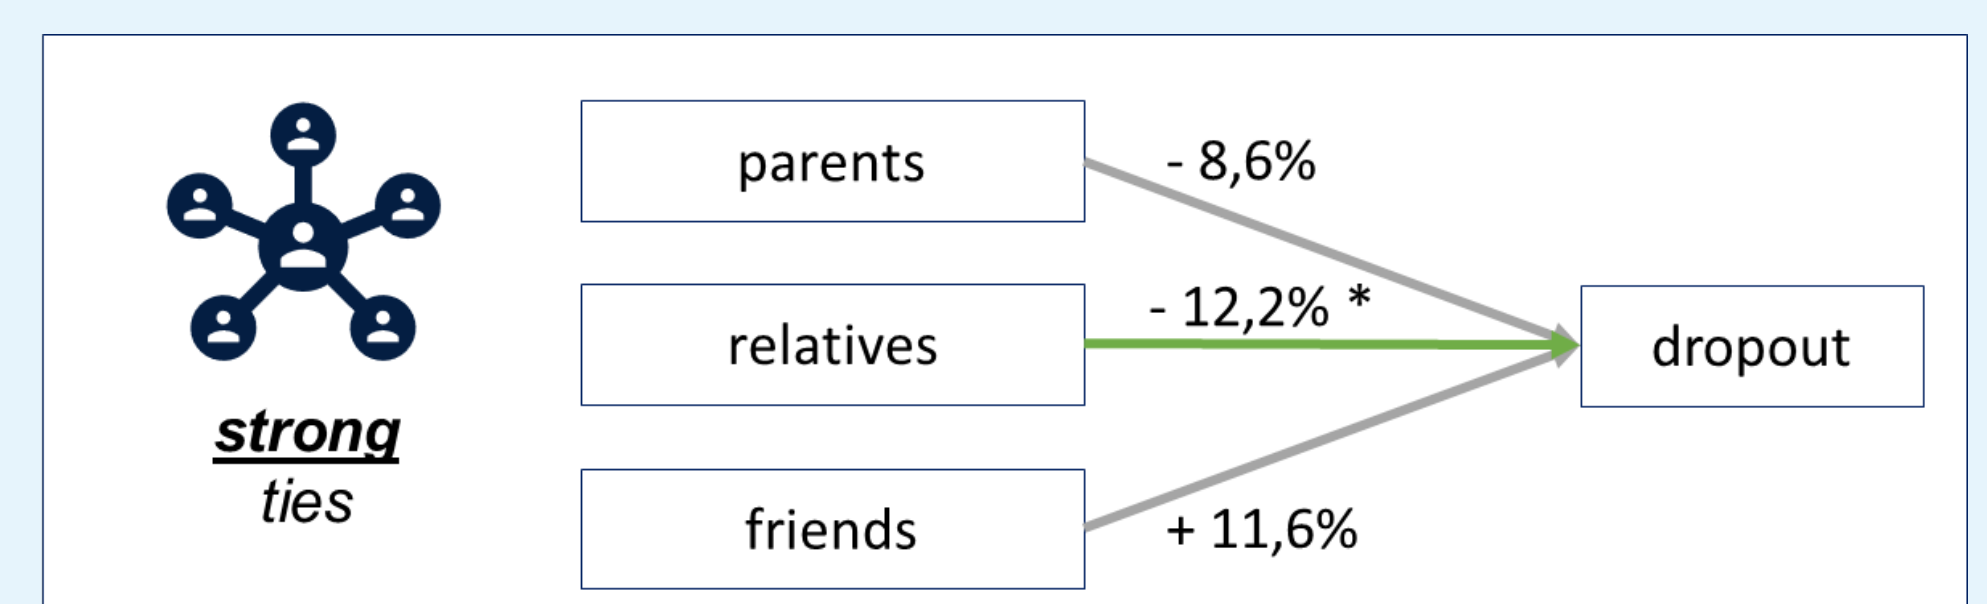 parents
- 8,6%
relatives
- 12,2% *
dropout
friends
+ 11,6%
strong
ties